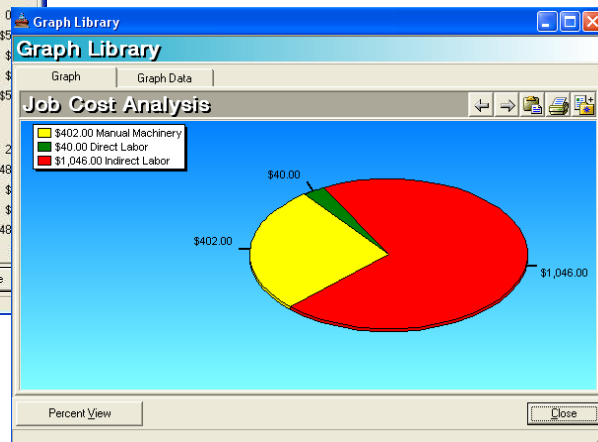 Graph Library
Graph Library
Graph
Graph Data
Job Cost Analysis
$402.00 Manual Machinery
$40.00 Direct Labor
$1,046.00 Indirect Labor
$40.00
$402.00
$1,046.00
Percent View
Close